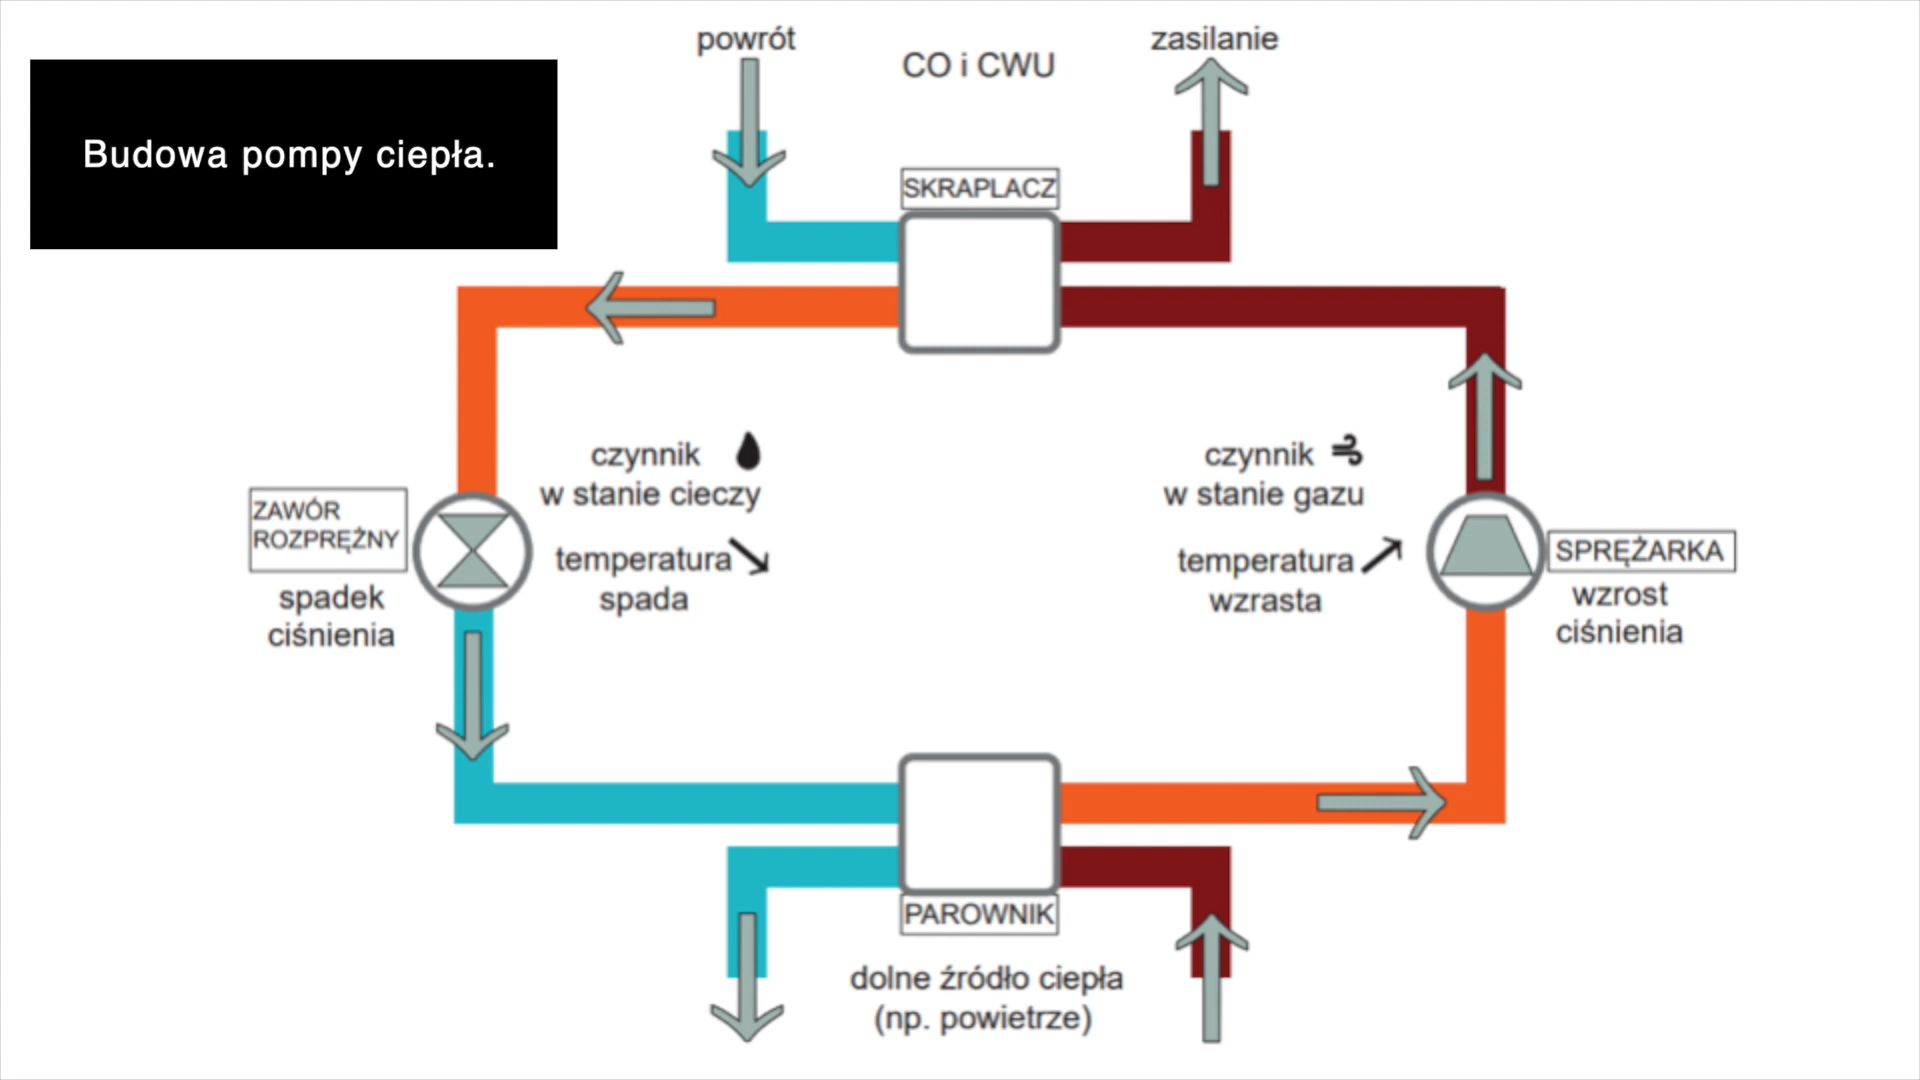 powrót
zasilanie
CO i CWU
Budowa pompy ciepła.
SKRAPLACZ
czynnik
w stanie cieczy
temperatura
spada
czynnik
w stanie gazu
temperatura
wzrasta
ZAWÓR
ROZPRĘŻNY
spadek
ciśnienia
SPRĘŻARKA
wzrost
ciśnienia
PAROWNIK
dolne źródło ciepła
(np. powietrze)